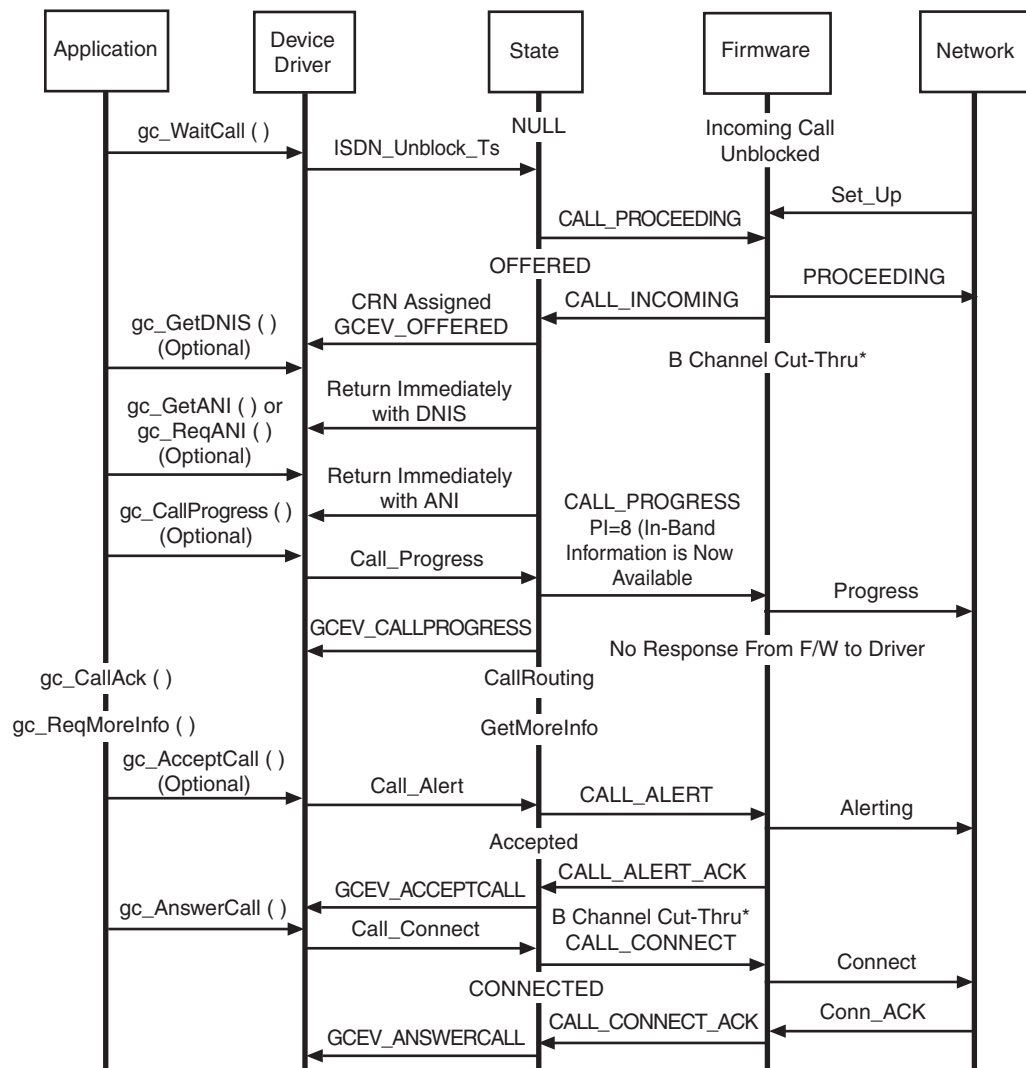 Application
Device
Driver
State
Firmware
Network
gc_WaitCall ( )
ISDN_Unblock_Ts
NULL
Incoming Call
Unblocked
Set_Up
CALL_PROCEEDING
OFFERED
PROCEEDING
CALL_INCOMING
CRN Assigned
GCEV_OFFERED
gc_GetDNIS ( )
(Optional)
B Channel Cut-Thru*
Return Immediately
with DNIS
gc_GetANI ( ) or
gc_ReqANI ( )
(Optional)
Return Immediately
with ANI
gc_CallProgress ( )
(Optional)
CALL_PROGRESS
PI=8 (In-Band
Information is Now
Available
Call_Progress
Progress
GCEV_CALLPROGRESS
No Response From F/W to Driver
gc_CallAck ( )
CallRouting
gc_ReqMoreInfo ( )
GetMoreInfo
gc_AcceptCall ( )
(Optional)
Call_Alert
CALL_ALERT
Alerting
Accepted
CALL_ALERT_ACK
GCEV_ACCEPTCALL
gc_AnswerCall ( )
Call_Connect
B Channel Cut-Thru*
CALL_CONNECT
Connect
CONNECTED
Conn_ACK
CALL_CONNECT_ACK
GCEV_ANSWERCALL